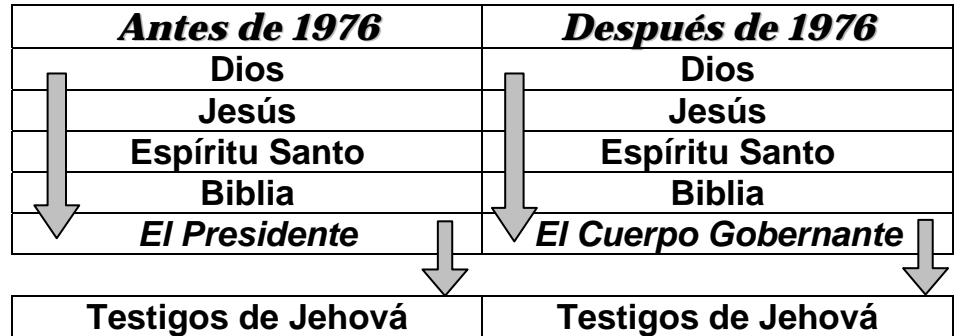 Antes de 1976 Después de 1976
Dios Dios
Jesús Jesús
Espíritu Santo Espíritu Santo
Biblia Biblia
El Presidente El Cuerpo Gobernante
Testigos de Jehová Testigos de Jehová